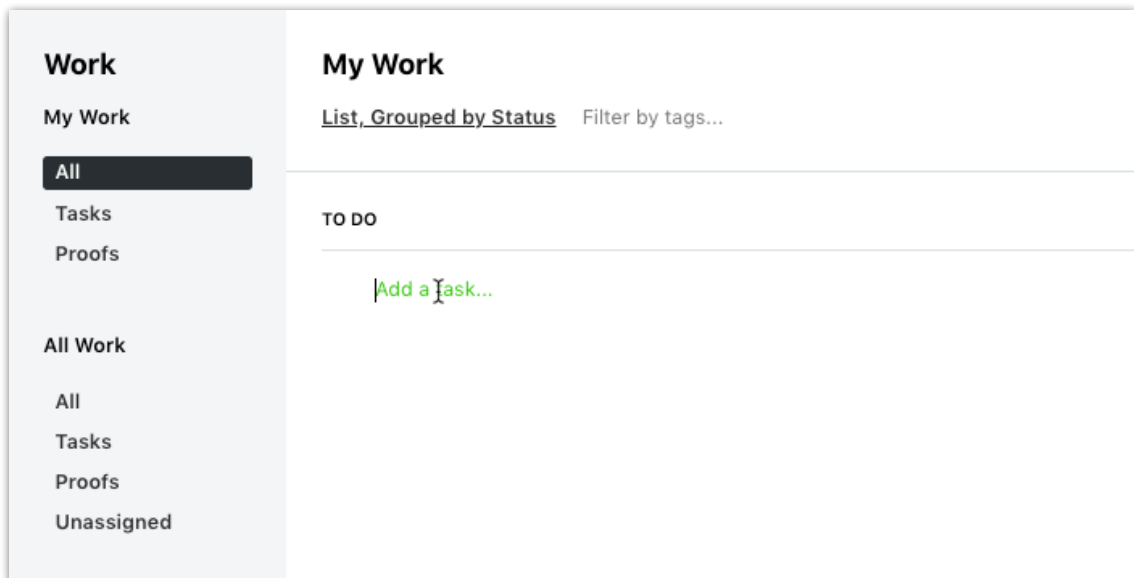 Work
My Work
All
Tasks
Proofs
All Work
All
Tasks
Proofs
Unassigned
My Work
List, Grouped by Status Filter by tags...
TO DO
Add a task...